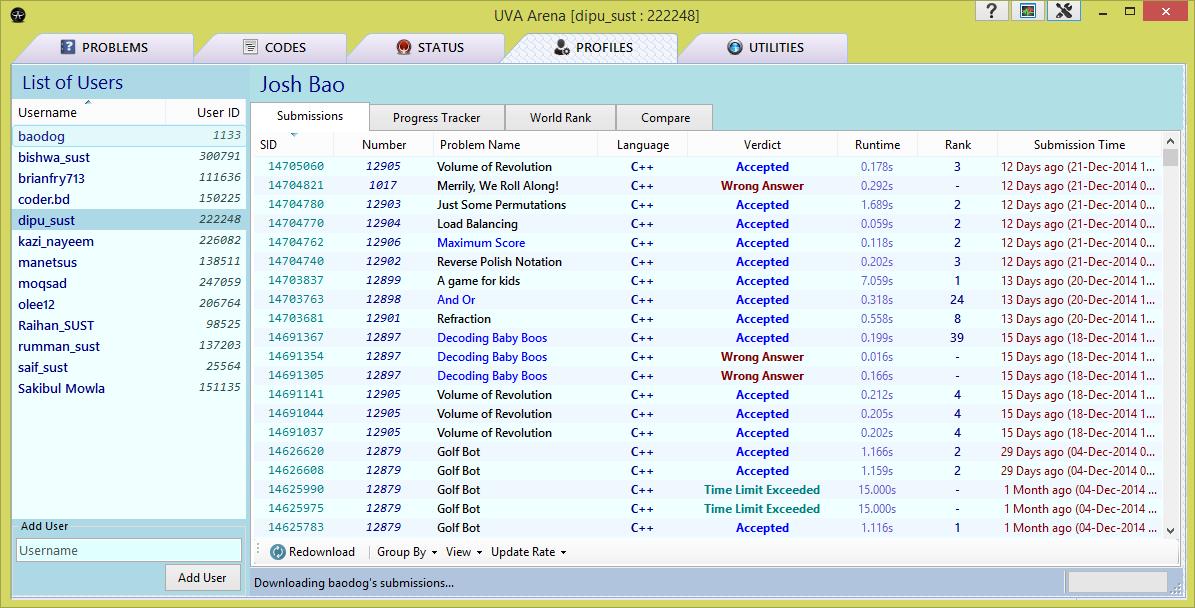 UVA Arena [dipu_sust : 222248]
PROBLEMS CODES STATUS PROFILES UTILITIES
List of Users
Username User ID
baodog 1133
bishwa_sust 300791
brianfry713 111636
coder.bd 150225
dipu_sust 222248
kazi_nayeem 226082
manetsus 138511
moqsad 247059
olee12 206764
Raihan_SUST 98525
rumman_sust 137203
saif_sust 25564
Sakibul Mowla 151135
Add User
Username
Add User
Josh Bao
Submissions Progress Tracker World Rank Compare
SID Number Problem Name Language Verdict Runtime Rank Submission Time
14705060 12905 Volume of Revolution C++ Accepted 0.178s 3 12 Days ago (21-Dec-2014 1...
14704821 1017 Merrily, We Roll Along! C++ Wrong Answer 0.292s - 12 Days ago (21-Dec-2014 1...
14704780 12903 Just Some Permutations C++ Accepted 1.689s 2 12 Days ago (21-Dec-2014 0...
14704770 12904 Load Balancing C++ Accepted 0.059s 2 12 Days ago (21-Dec-2014 0...
14704762 12906 Maximum Score C++ Accepted 0.118s 2 12 Days ago (21-Dec-2014 0...
14704740 12902 Reverse Polish Notation C++ Accepted 0.202s 3 12 Days ago (21-Dec-2014 0...
14703837 12899 A game for kids C++ Accepted 7.059s 1 13 Days ago (20-Dec-2014 1...
14703763 12898 And Or C++ Accepted 0.318s 24 13 Days ago (20-Dec-2014 1...
14703681 12901 Refraction C++ Accepted 0.558s 8 13 Days ago (20-Dec-2014 1...
14691367 12897 Decoding Baby Boos C++ Accepted 0.199s 39 15 Days ago (18-Dec-2014 1...
14691354 12897 Decoding Baby Boos C++ Wrong Answer 0.016s - 15 Days ago (18-Dec-2014 1...
14691305 12897 Decoding Baby Boos C++ Wrong Answer 0.166s - 15 Days ago (18-Dec-2014 1...
14691141 12905 Volume of Revolution C++ Accepted 0.212s 4 15 Days ago (18-Dec-2014 1...
14691044 12905 Volume of Revolution C++ Accepted 0.205s 4 15 Days ago (18-Dec-2014 1...
14691037 12905 Volume of Revolution C++ Accepted 0.202s 4 15 Days ago (18-Dec-2014 1...
14626620 12879 Golf Bot C++ Accepted 1.166s 2 29 Days ago (04-Dec-2014 0...
14626608 12879 Golf Bot C++ Accepted 1.159s 2 29 Days ago (04-Dec-2014 0...
14625990 12879 Golf Bot C++ Time Limit Exceeded 15.000s - 1 Month ago (04-Dec-2014 ...
14625975 12879 Golf Bot C++ Time Limit Exceeded 15.000s - 1 Month ago (04-Dec-2014 ...
14625783 12879 Golf Bot C++ Accepted 1.116s 1 1 Month ago (04-Dec-2014 ...
Redownload Group By View Update Rate
Downloading baodog's submissions...